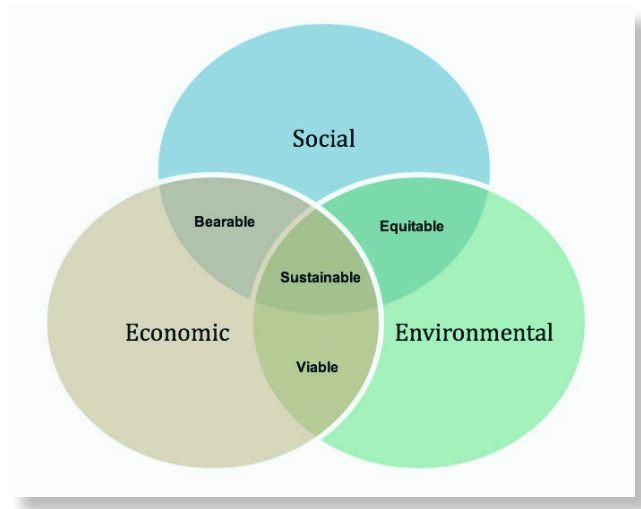 Social
Bearable
Equitable
Sustainable
Economic
Environmental
Viable